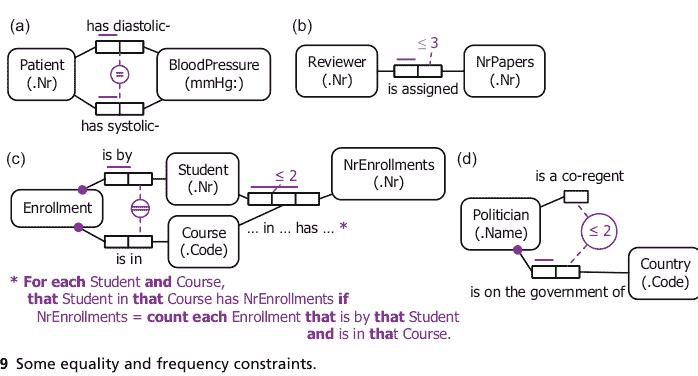 (a)
has diastolic-
Patient
(.Nr)
=
BloodPressure
(mmHg:)
has systolic-
(b)
≤ 3
Reviewer
(.Nr)
NrPapers
(.Nr)
is assigned
(c)
is by
Student
(.Nr)
≤ 2
NrEnrollments
(.Nr)
Enrollment
Course
(.Code)
... in ... has ... *
is in
(d)
is a co-regent
Politician
(.Name)
≤ 2
Country
(.Code)
is on the government of
* For each Student and Course,
that Student in that Course has NrEnrollments if
NrEnrollments = count each Enrollment that is by that Student
and is in that Course.
9 Some equality and frequency constraints.